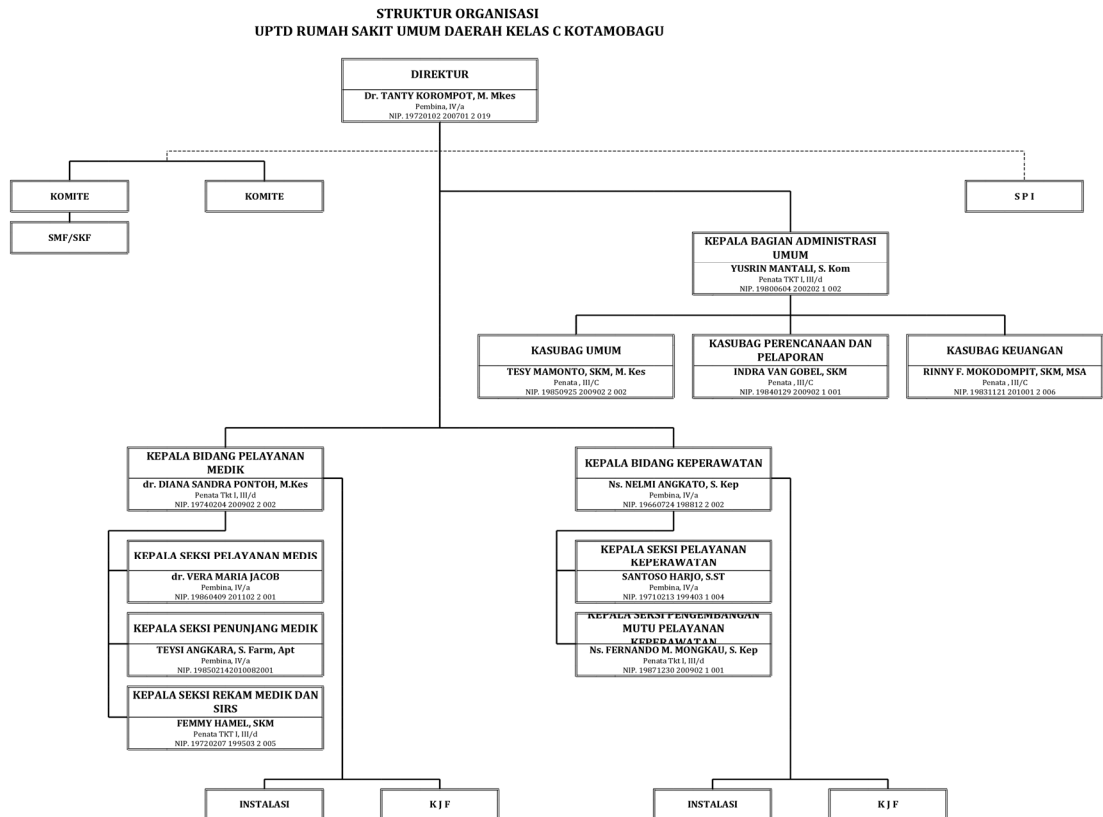 STRUKTUR ORGANISASI
UPTD RUMAH SAKIT UMUM DAERAH KELAS C KOTAMOBAGU
DIREKTUR
Dr. TANTY KOROMPOT, M. Mkes
Pembina, IV/a
NIP. 19720102 200701 2 019
KOMITE
KOMITE
S P I
SMF/SKF
KEPALA BAGIAN ADMINISTRASI
UMUM
YUSRIN MANTALI, S. Kom
Penata TKT I, III/d
NIP. 19800604 200202 1 002
KASUBAG UMUM
TESY MAMONTO, SKM, M. Kes
Penata , III/C
NIP. 19850925 200902 2 002
KASUBAG PERENCANAAN DAN
PELAPORAN
INDRA VAN GOBEL, SKM
Penata , III/C
NIP. 19840129 200902 1 001
KASUBAG KEUANGAN
RINNY F. MOKODOMPIT, SKM, MSA
Penata , III/C
NIP. 19831121 201001 2 006
KEPALA BIDANG PELAYANAN
MEDIK
dr. DIANA SANDRA PONTOH, M.Kes
Penata Tkt I, III/d
NIP. 19740204 200902 2 002
KEPALA SEKSI PELAYANAN MEDIS
dr. VERA MARIA JACOB
Pembina, IV/a
NIP. 19860409 201102 2 001
KEPALA SEKSI PENUNJANG MEDIK
TEYSI ANGKARA, S. Farm, Apt
Pembina, IV/a
NIP. 198502142010082001
KEPALA SEKSI REKAM MEDIK DAN
SIRS
FEMMY HAMEL, SKM
Penata TKT I, III/d
NIP. 19720207 199503 2 005
INSTALASI
K J F
KEPALA BIDANG KEPERAWATAN
Ns. NELMI ANGKATO, S. Kep
Pembina, IV/a
NIP. 19660724 198812 2 002
KEPALA SEKSI PELAYANAN
KEPERAWATAN
SANTOSO HARJO, S.ST
Pembina, IV/a
NIP. 19710213 199403 1 004
KEPALA SEKSI PENGEMBANGAN
MUTU PELAYANAN
KEPERAWATAN
Ns. FERNANDO M. MONGKAU, S. Kep
Penata Tkt I, III/d
NIP. 19871230 200902 1 001
INSTALASI
K J F